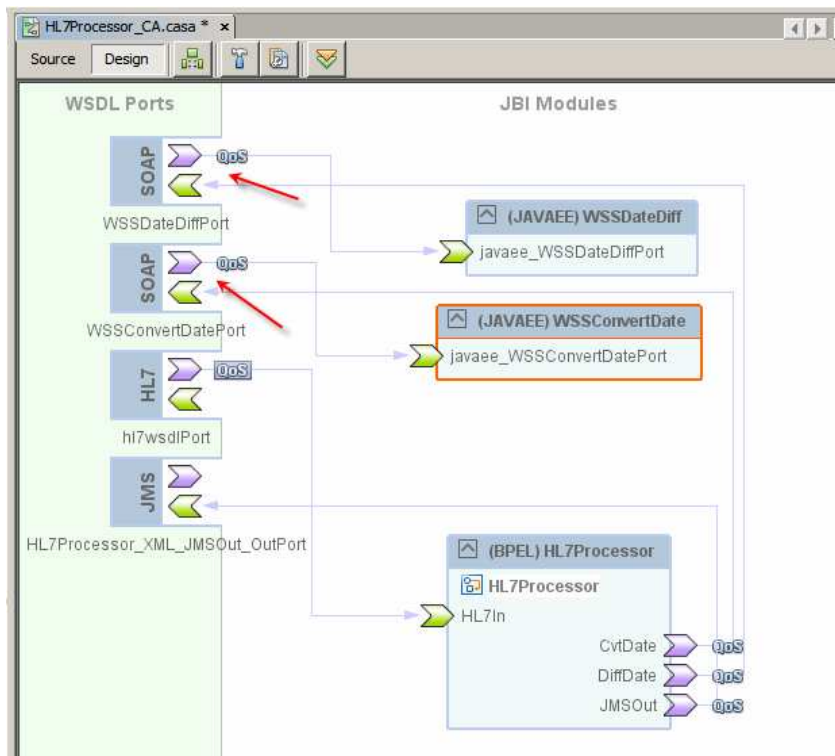 HL7Processor_CA.casa * x
Source Design
WSDL Ports
JBI Modules
SOAP
QoS
WSSDateDiffPort
(JAVAEE) WSSDateDiff
javaee_WSSDateDiffPort
SOAP
QoS
WSSConvertDatePort
(JAVAEE) WSSConvertDate
javaee_WSSConvertDatePort
HL7
QoS
hl7wsdlPort
JMS
HL7Processor_XML_JMSOut_OutPort
(BPEL) HL7Processor
HL7Processor
HL7In
CvtDate QoS
DiffDate QoS
JMSOut QoS